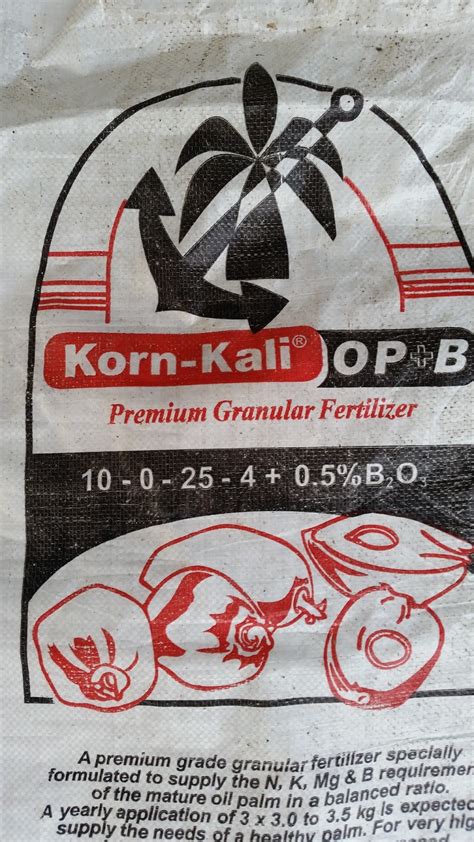 Korn-Kali® OP+B
Premium Granular Fertilizer
10 - 0 - 25 - 4 + 0.5% B₂O₃
A premium grade granular fertilizer specially
formulated to supply the N, K, Mg & B requiremen
of the mature oil palm in a balanced ratio.
A yearly application of 3 x 3.0 to 3.5 kg is expected
supply the needs of a healthy palm. For very hig